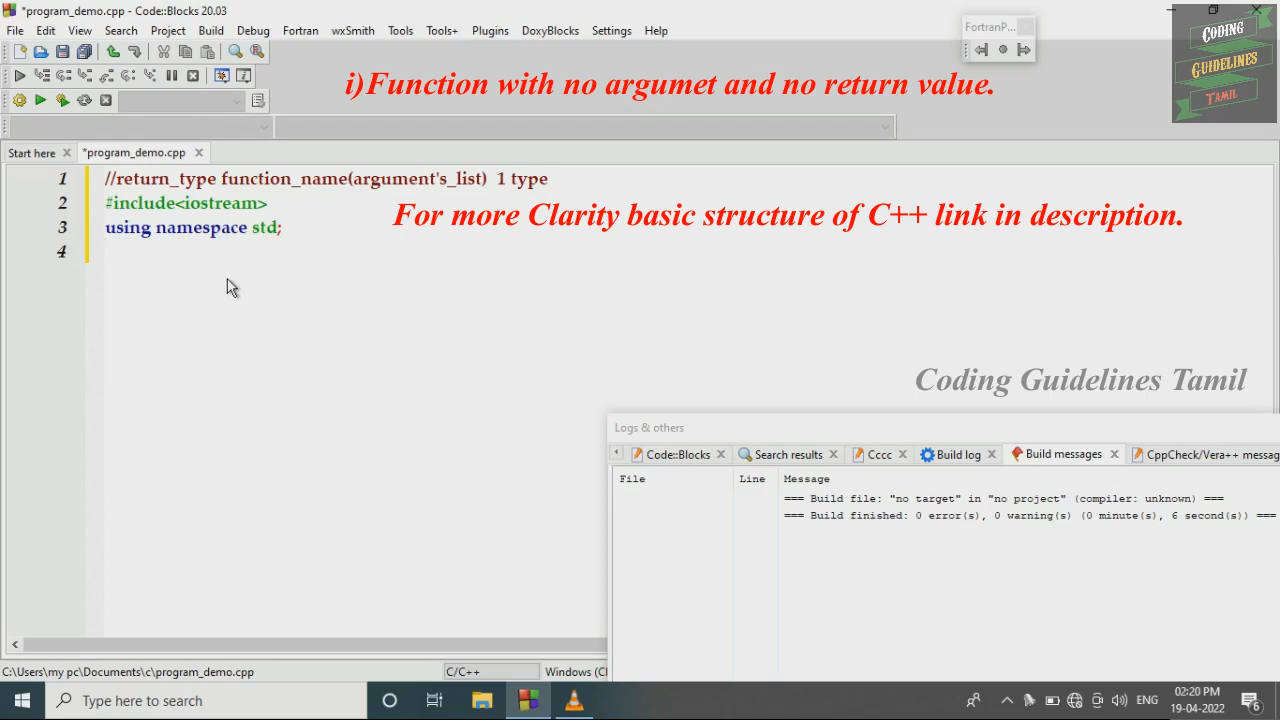 *program_demo.cpp - Code::Blocks 20.03
File Edit View Search Project Build Debug Fortran wxSmith Tools Tools+ Plugins DoxyBlocks Settings Help
FortranP...
CODING
GUIDELINES
TAMIL
i)Function with no argumet and no return value.
Start here *program_demo.cpp
1 //return_type function_name(argument's_list) 1 type
2 #include<iostream>
3 using namespace std;
4
For more Clarity basic structure of C++ link in description.
Coding Guidelines Tamil
Logs & others
Code::Blocks Search results Cccc Build log Build messages CppCheck/Vera++ messag
File Line Message
=== Build file: "no target" in "no project" (compiler: unknown) ===
=== Build finished: 0 error(s), 0 warning(s) (0 minute(s), 6 second(s)) ===
C:\Users\my pc\Documents\c\program_demo.cpp C/C++ Windows (CI
Type here to search
ENG
02:20 PM
19-04-2022
6